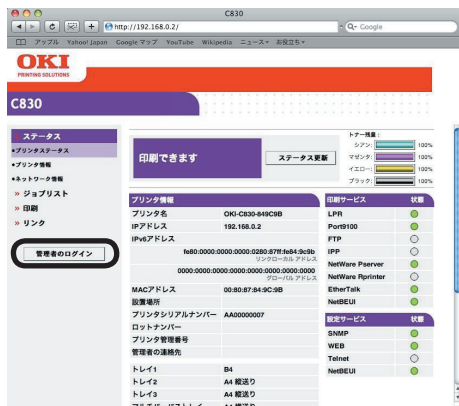 C830
http://192.168.0.2/
Q- Google
アップル Yahoo! Japan Google マップ YouTube Wikipedia ニュース▼ お役立ち▼
OKI
PRINTING SOLUTIONS
C830
ステータス
•プリンタステータス
•プリンタ情報
•ネットワーク情報
» ジョブリスト
» 印刷
» リンク
管理者のログイン
印刷できます
ステータス更新
トナー残量:
シアン: 100%
マゼンタ: 100%
イエロー: 100%
ブラック: 100%
プリンタ情報
プリンタ名 OKI-C830-849C9B
IPアドレス 192.168.0.2
IPv6アドレス
fe80:0000:0000:0000:0280:87ff:fe84:9c9b
リンクローカル アドレス
0000:0000:0000:0000:0000:0000:0000:0000
グローバル アドレス
MACアドレス 00:80:87:84:9C:9B
設置場所
プリンタシリアルナンバー AA00000007
ロットナンバー
プリンタ管理番号
管理者の連絡先
トレイ1 B4
トレイ2 A4 縦送り
トレイ3 A4 縦送り
マルチパーパストレイ A4 縦送り
印刷サービス 状態
LPR
Port9100
FTP
IPP
NetWare Pserver
NetWare Rprinter
EtherTalk
NetBEUI
設定サービス 状態
SNMP
WEB
Telnet
NetBEUI